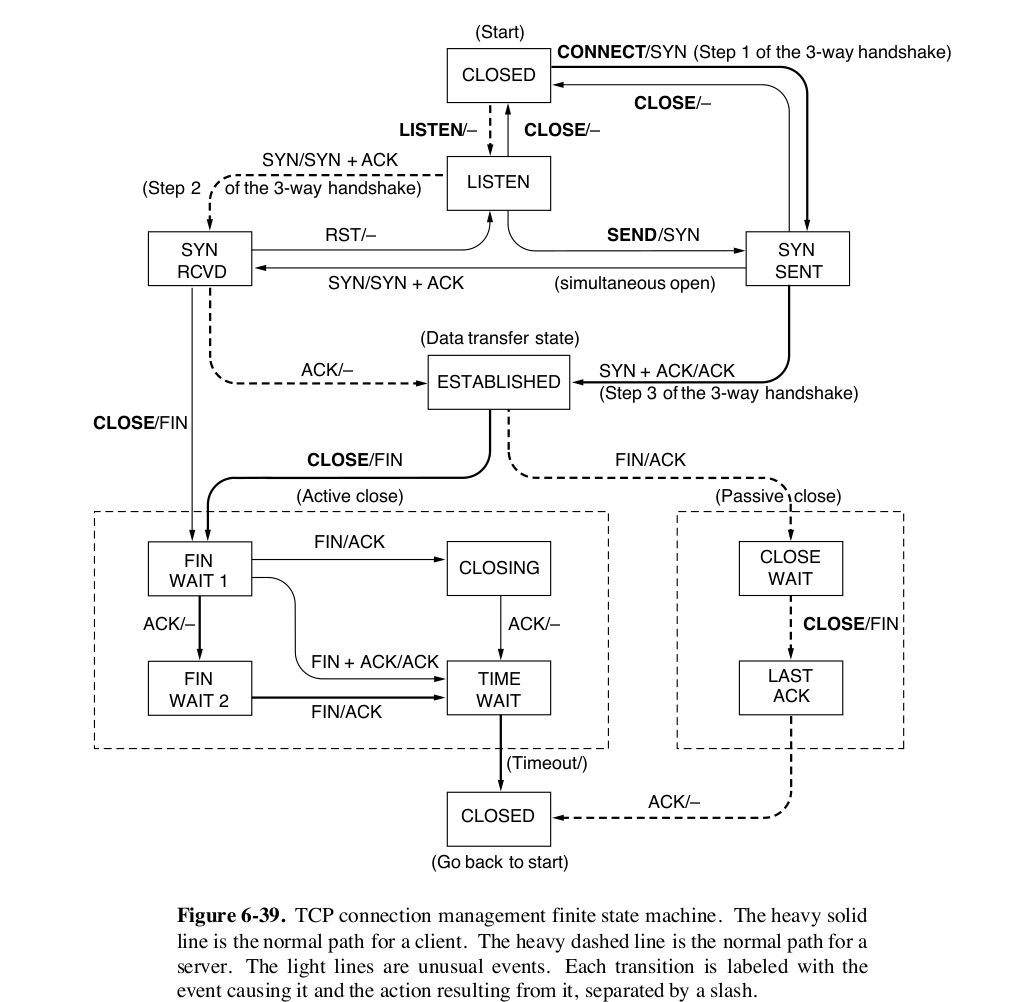 (Start)
CONNECT/SYN (Step 1 of the 3-way handshake)
CLOSED
CLOSE/–
LISTEN/–
CLOSE/–
SYN/SYN + ACK
LISTEN
(Step 2 of the 3-way handshake)
RST/–
SEND/SYN
SYN
RCVD
SYN
SENT
SYN/SYN + ACK
(simultaneous open)
(Data transfer state)
ACK/–
ESTABLISHED
SYN + ACK/ACK
(Step 3 of the 3-way handshake)
CLOSE/FIN
CLOSE/FIN
FIN/ACK
(Active close)
(Passive close)
FIN/ACK
FIN
WAIT 1
CLOSING
CLOSE
WAIT
ACK/–
ACK/–
CLOSE/FIN
FIN + ACK/ACK
FIN
WAIT 2
TIME
WAIT
LAST
ACK
FIN/ACK
(Timeout/)
ACK/–
CLOSED
(Go back to start)
Figure 6-39. TCP connection management finite state machine. The heavy solid
line is the normal path for a client. The heavy dashed line is the normal path for a
server. The light lines are unusual events. Each transition is labeled with the
event causing it and the action resulting from it, separated by a slash.